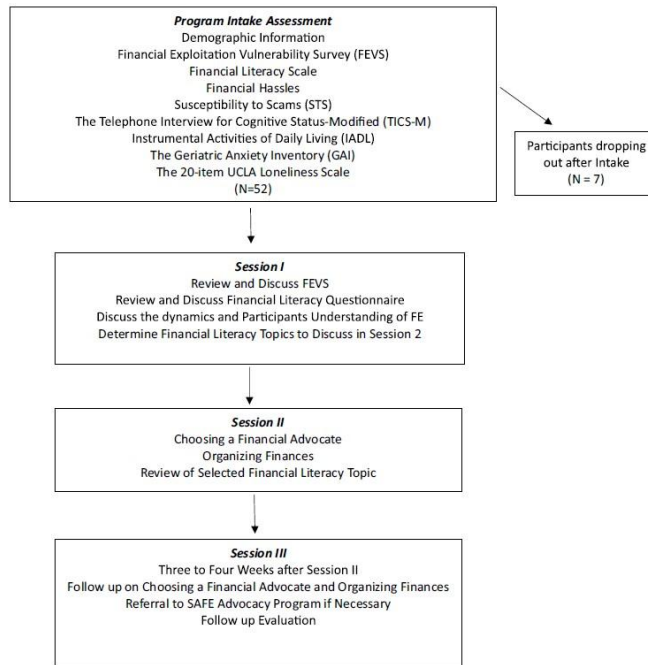 Program Intake Assessment
Demographic Information
Financial Exploitation Vulnerability Survey (FEVS)
Financial Literacy Scale
Financial Hassles
Susceptibility to Scams (STS)
The Telephone Interview for Cognitive Status-Modified (TICS-M)
Instrumental Activities of Daily Living (IADL)
The Geriatric Anxiety Inventory (GAI)
The 20-item UCLA Loneliness Scale
(N=52)
Participants dropping
out after Intake
(N = 7)
Session I
Review and Discuss FEVS
Review and Discuss Financial Literacy Questionnaire
Discuss the dynamics and Participants Understanding of FE
Determine Financial Literacy Topics to Discuss in Session 2
Session II
Choosing a Financial Advocate
Organizing Finances
Review of Selected Financial Literacy Topic
Session III
Three to Four Weeks after Session II
Follow up on Choosing a Financial Advocate and Organizing Finances
Referral to SAFE Advocacy Program if Necessary
Follow up Evaluation